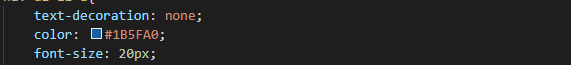 text-decoration: none;
color: #1B5FA0;
font-size: 20px;